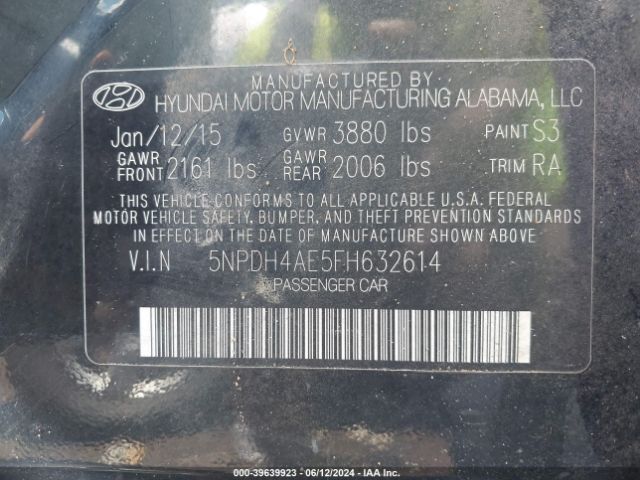 MANUFACTURED BY
HYUNDAI MOTOR MANUFACTURING ALABAMA, LLC
Jan/12/15 GVWR 3880 lbs PAINT S3
GAWR FRONT 2161 lbs GAWR REAR 2006 lbs TRIM RA
THIS VEHICLE CONFORMS TO ALL APPLICABLE U.S.A. FEDERAL
MOTOR VEHICLE SAFETY, BUMPER, AND THEFT PREVENTION STANDARDS
IN EFFECT ON THE DATE OF MANUFACTURE SHOWN ABOVE.
V.I.N 5NPDH4AE5FH632614
PASSENGER CAR
000-39639923 - 06/12/2024 - IAA Inc.